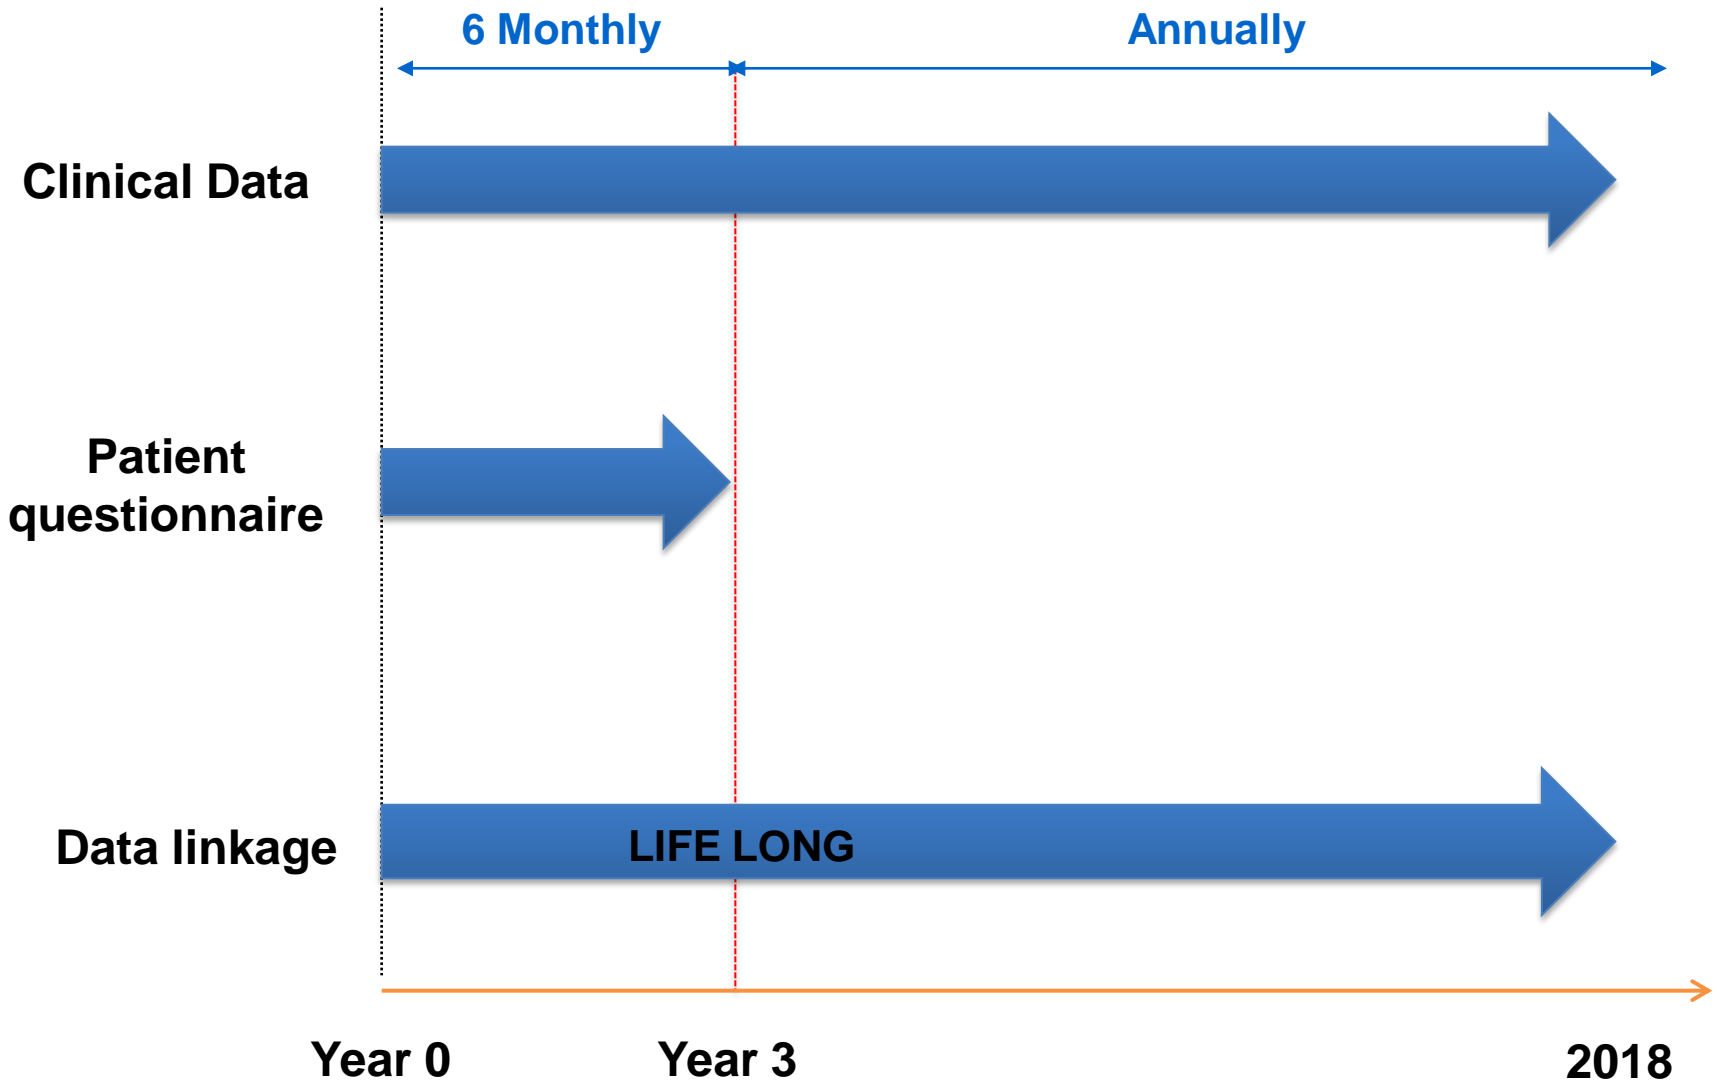 6 Monthly
Annually
Clinical Data
Patient
questionnaire
Data linkage
LIFE LONG
Year 0
Year 3
2018